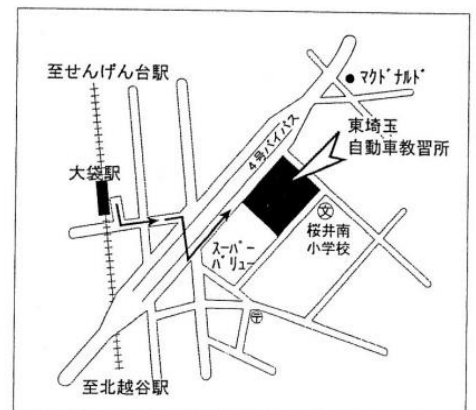 至せんげん台駅
マクドナルド
4号バイパス
東埼玉
自動車教習所
大袋駅
文
桜井南
小学校
スーパー
バリュー
〒
至北越谷駅